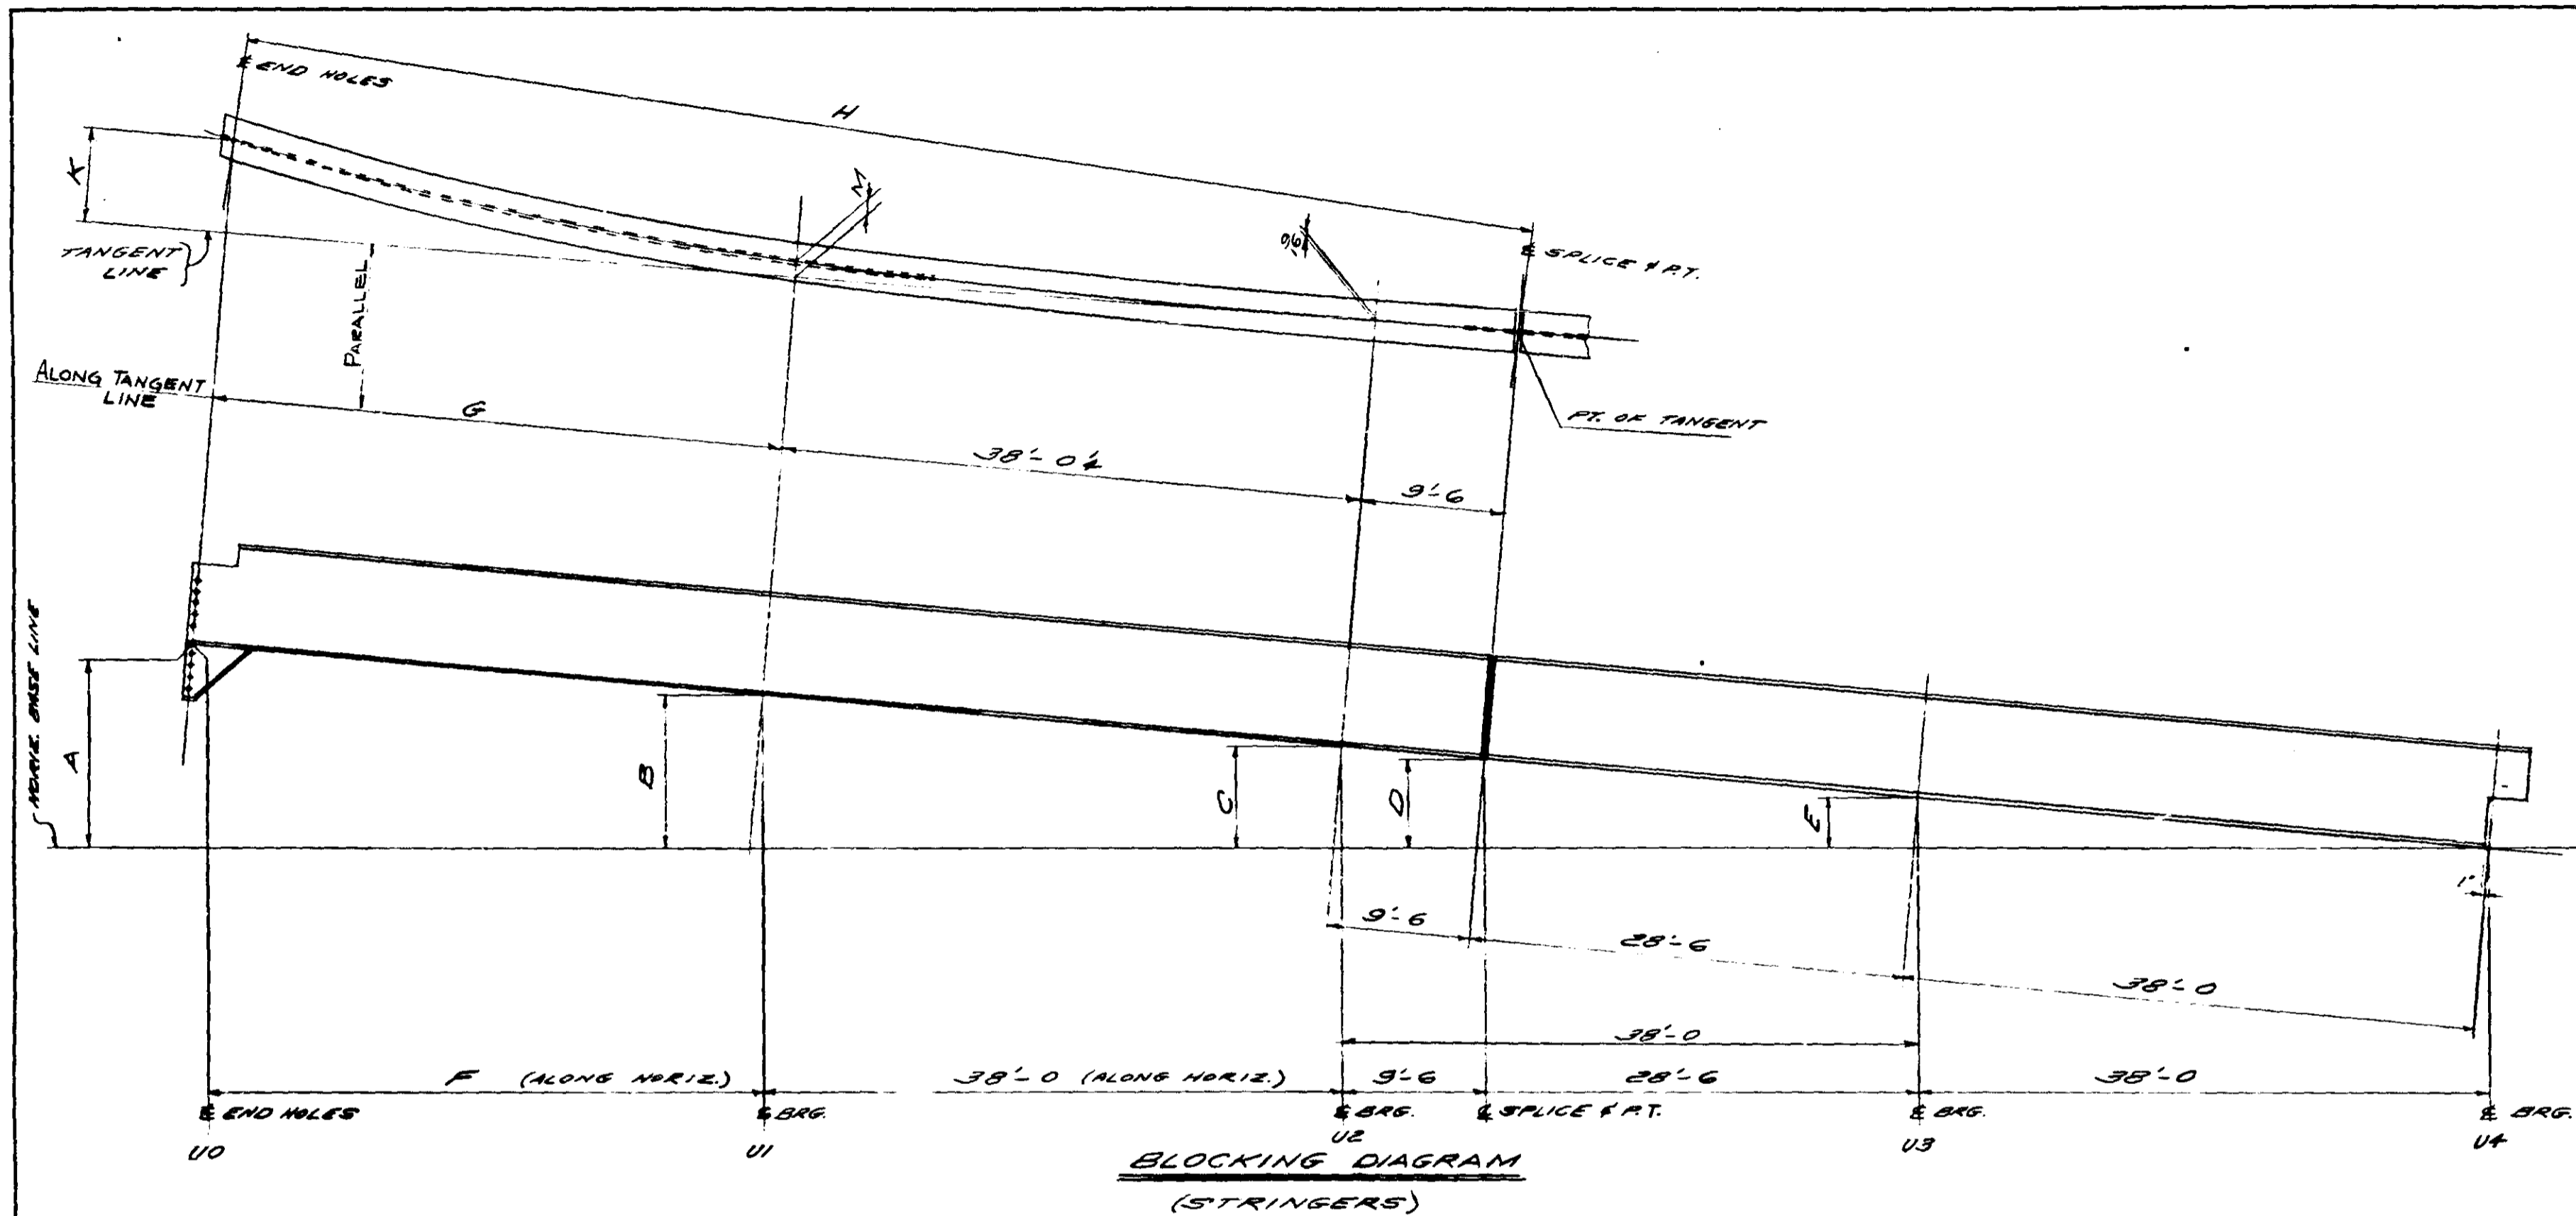 ℄ END HOLES
H
K
M
TANGENT
LINE
PARALLEL
℄ SPLICE & P.T.
ALONG TANGENT
LINE
G
PT. OF TANGENT
38'-0¼
9'-6
HORIZ. BASE LINE
A
B
C
D
E
1"
9'-6
28'-6
38'-0
38'-0
F (ALONG HORIZ.)
38'-0 (ALONG HORIZ.)
9'-6
28'-6
38'-0
℄ END HOLES
℄ BRG.
℄ BRG.
℄ SPLICE & P.T.
℄ BRG.
℄ BRG.
U0
U1
U2
U3
U4
BLOCKING DIAGRAM
(STRINGERS)